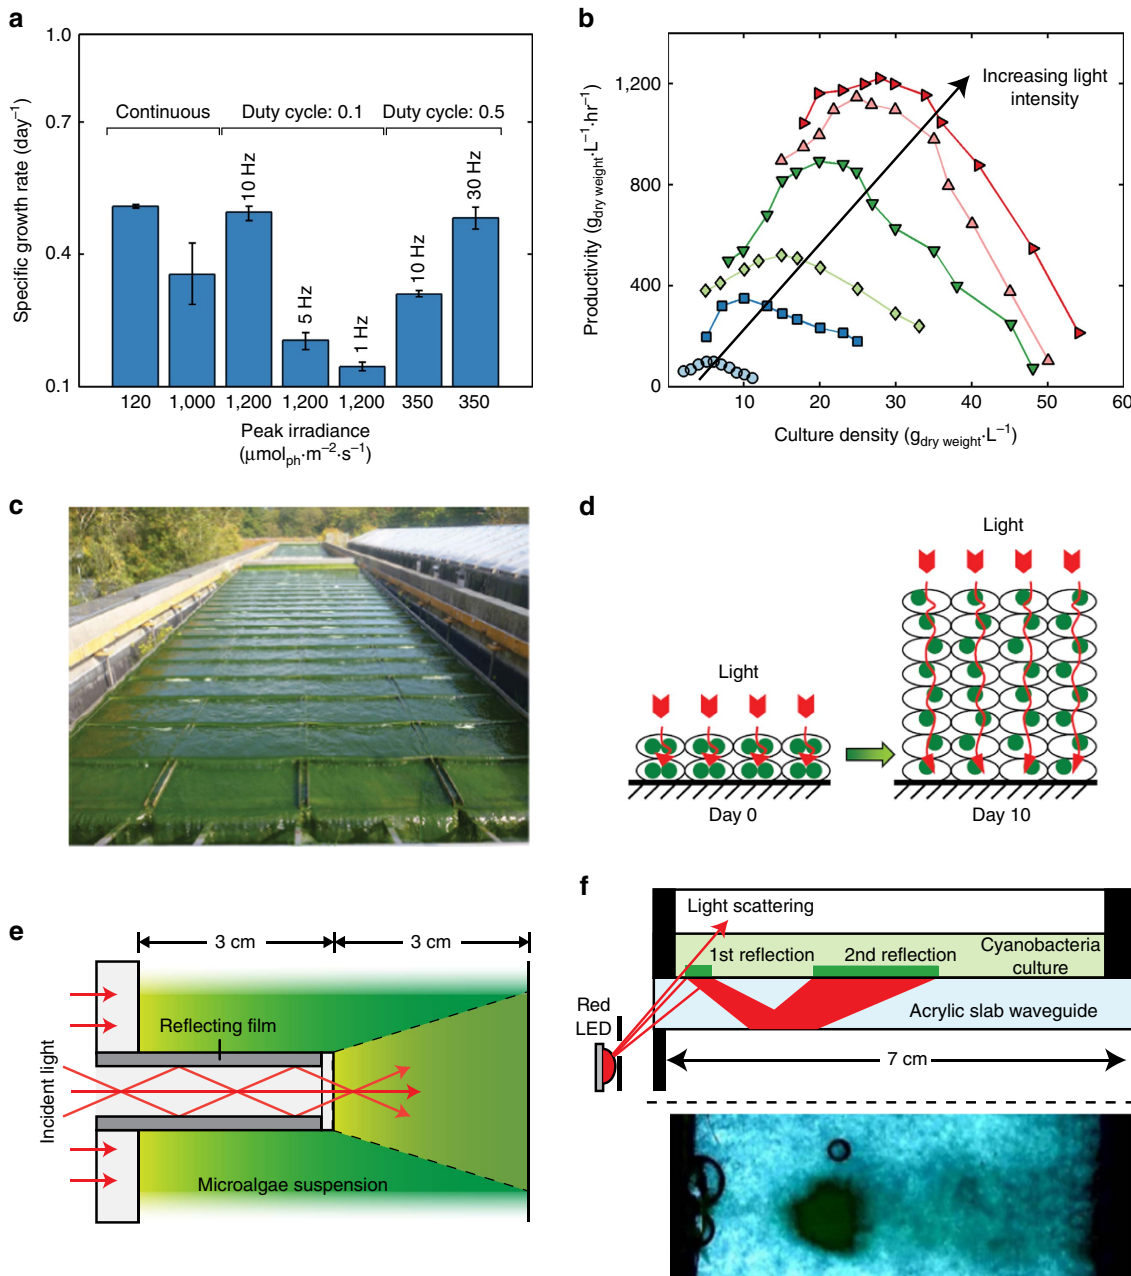 a
1.0
0.7
0.4
0.1
Specific growth rate (day⁻¹)
Continuous
Duty cycle: 0.1
Duty cycle: 0.5
10 Hz
5 Hz
1 Hz
10 Hz
30 Hz
120 1,000 1,200 1,200 1,200 350 350
Peak irradiance
(μmolₚₕ·m⁻²·s⁻¹)
b
1,200
800
400
0
Productivity (g_dry weight·L⁻¹·hr⁻¹)
Increasing light
intensity
10 20 30 40 50 60
Culture density (g_dry weight·L⁻¹)
c
d
Light
Light
Day 0
Day 10
e
3 cm
3 cm
Reflecting film
Incident light
Microalgae suspension
f
Light scattering
1st reflection
2nd reflection
Cyanobacteria
culture
Red
LED
Acrylic slab waveguide
7 cm